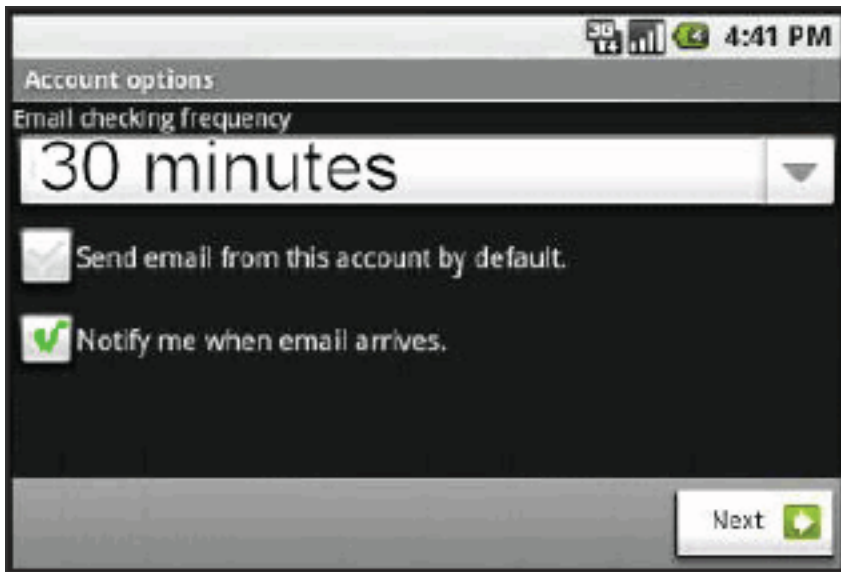 3G
4:41 PM
Account options
Email checking frequency
30 minutes
Send email from this account by default.
Notify me when email arrives.
Next